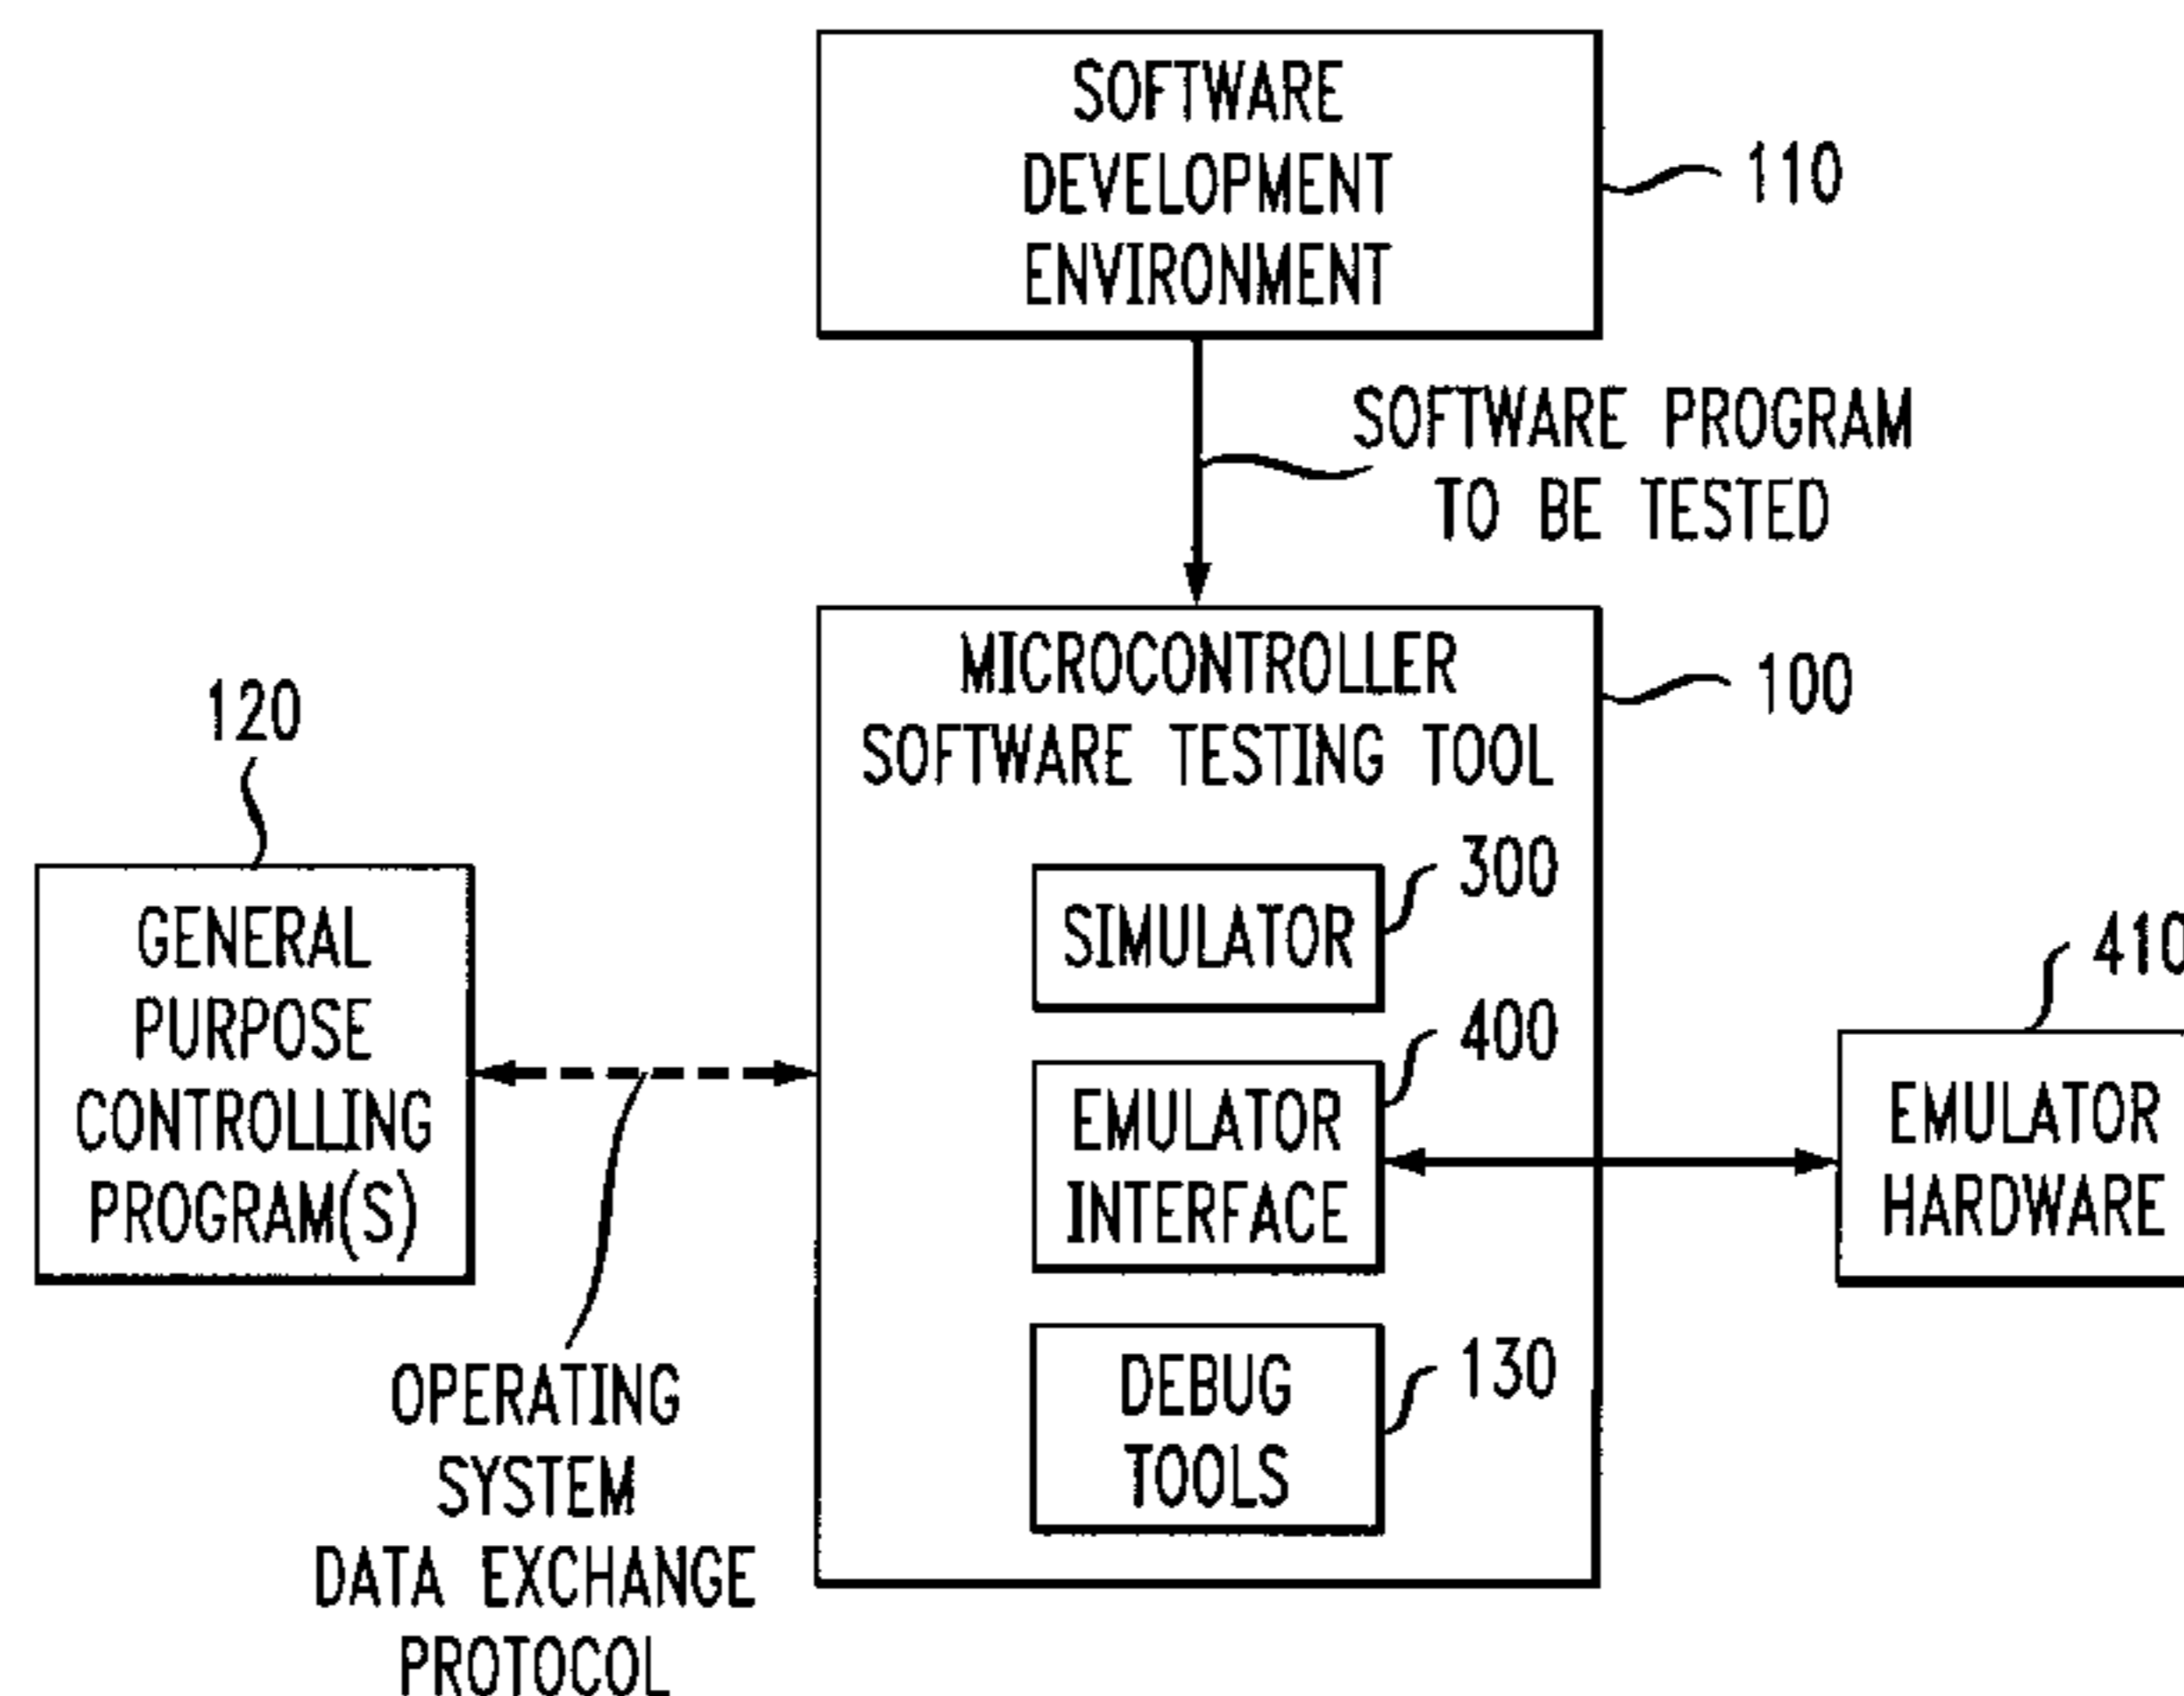 SOFTWARE
DEVELOPMENT
ENVIRONMENT
110
SOFTWARE PROGRAM
TO BE TESTED
MICROCONTROLLER
SOFTWARE TESTING TOOL
100
120
GENERAL
PURPOSE
CONTROLLING
PROGRAM(S)
SIMULATOR
300
EMULATOR
INTERFACE
400
DEBUG
TOOLS
130
410
EMULATOR
HARDWARE
OPERATING
SYSTEM
DATA EXCHANGE
PROTOCOL